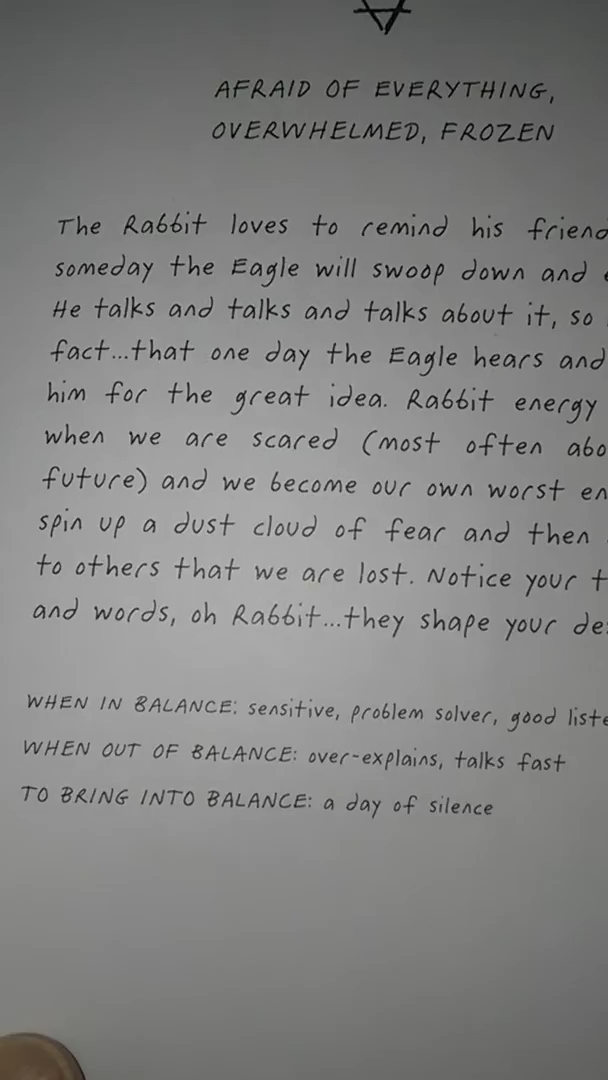 AFRAID OF EVERYTHING,
OVERWHELMED, FROZEN
The Rabbit loves to remind his friend
someday the Eagle will swoop down and
He talks and talks and talks about it, so
fact...that one day the Eagle hears and
him for the great idea. Rabbit energy
when we are scared (most often abo
future) and we become our own worst en
spin up a dust cloud of fear and then
to others that we are lost. Notice your t
and words, oh Rabbit...they shape your de
WHEN IN BALANCE: sensitive, problem solver, good liste
WHEN OUT OF BALANCE: over-explains, talks fast
TO BRING INTO BALANCE: a day of silence